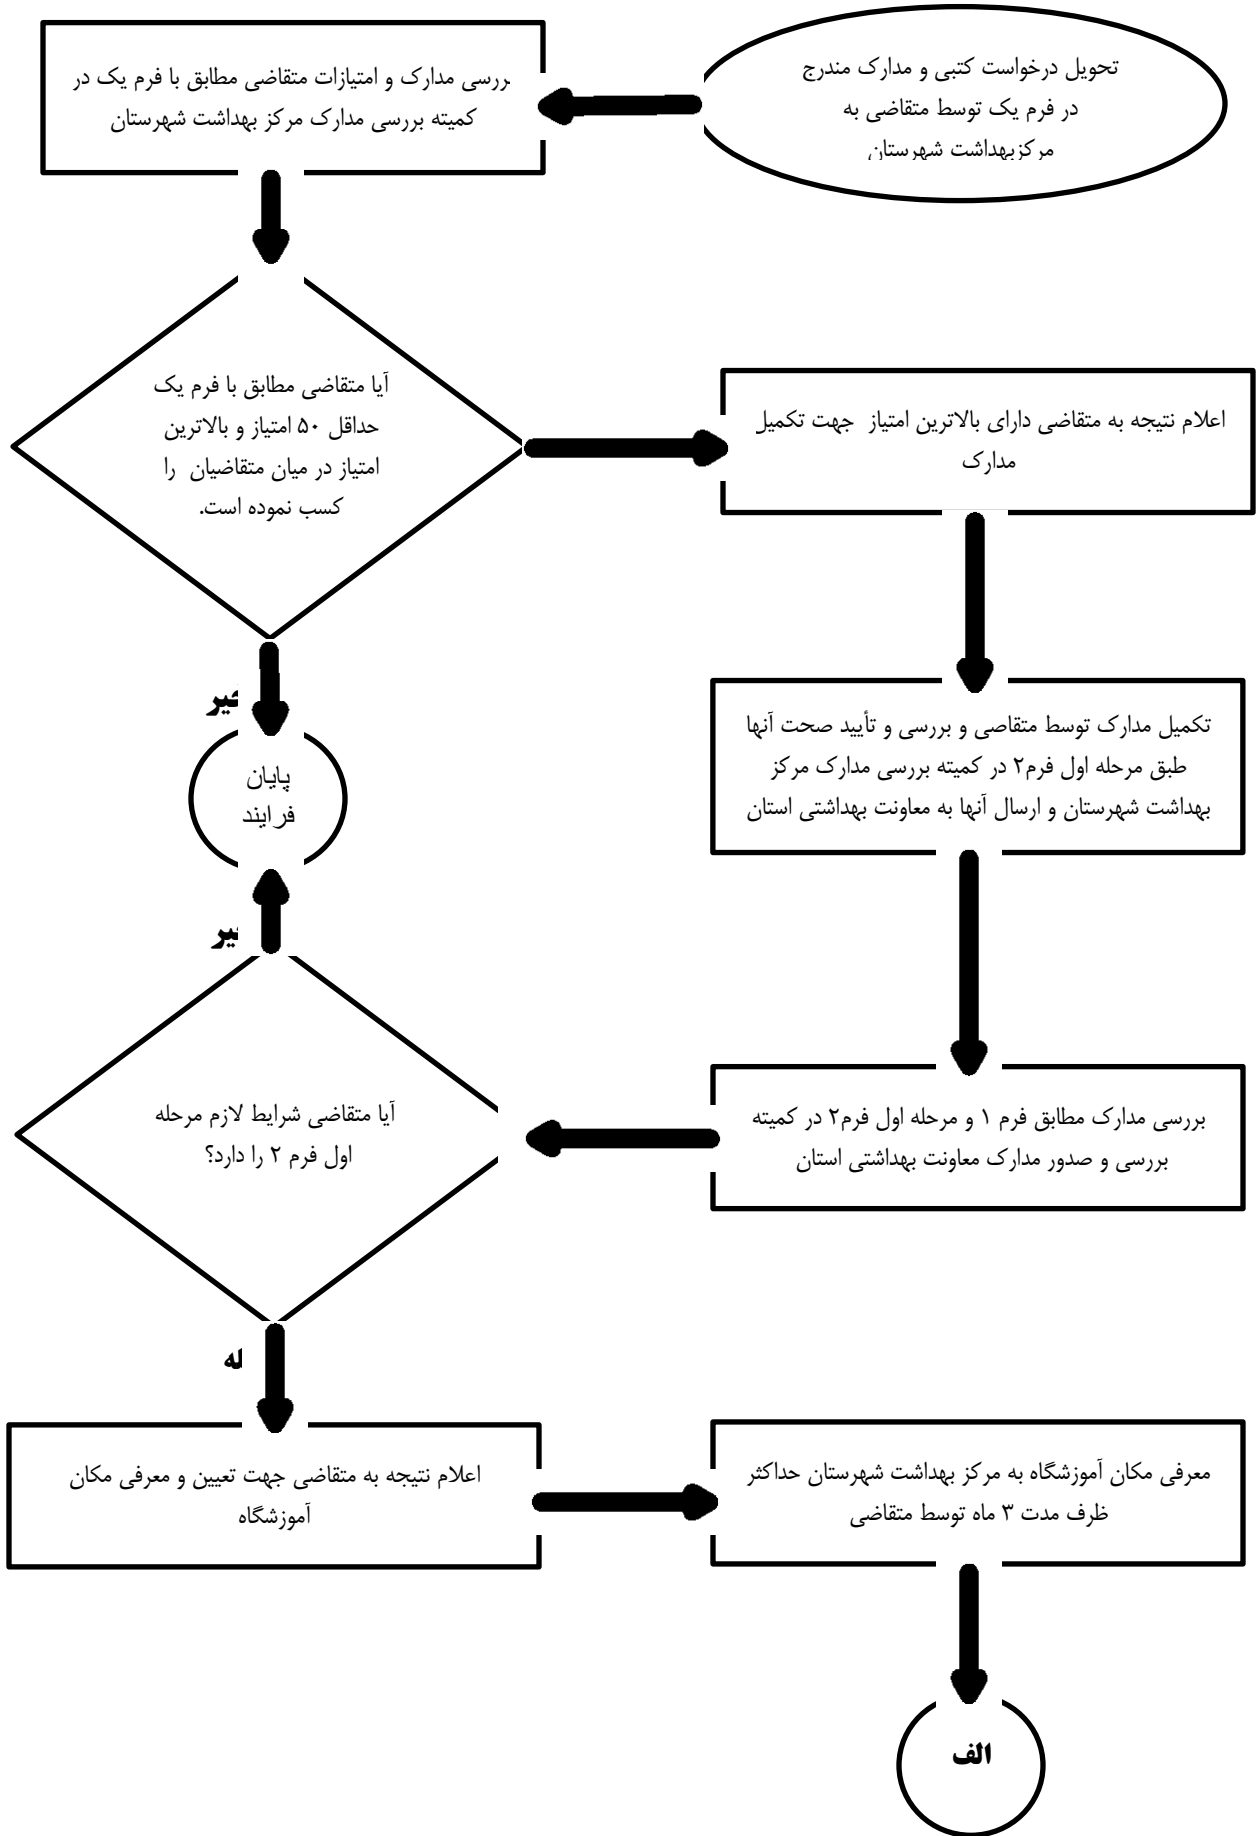 تحویل درخواست کتبی و مدارک مندرج
در فرم یک توسط متقاضی به
مرکزبهداشت شهرستان
بررسی مدارک و امتیازات متقاضی مطابق با فرم یک در
کمیته بررسی مدارک مرکز بهداشت شهرستان
آیا متقاضی مطابق با فرم یک
حداقل ۵۰ امتیاز و بالاترین
امتیاز در میان متقاضیان را
کسب نموده است.
اعلام نتیجه به متقاضی دارای بالاترین امتیاز جهت تکمیل
مدارک
تکمیل مدارک توسط متقاصی و بررسی و تأیید صحت آنها
طبق مرحله اول فرم۲ در کمیته بررسی مدارک مرکز
بهداشت شهرستان و ارسال آنها به معاونت بهداشتی استان
خیر
پایان
فرایند
خیر
بررسی مدارک مطابق فرم ۱ و مرحله اول فرم۲ در کمیته
بررسی و صدور مدارک معاونت بهداشتی استان
آیا متقاضی شرایط لازم مرحله
اول فرم ۲ را دارد؟
بله
اعلام نتیجه به متقاضی جهت تعیین و معرفی مکان
آموزشگاه
معرفی مکان آموزشگاه به مرکز بهداشت شهرستان حداکثر
ظرف مدت ۳ ماه توسط متقاضی
الف